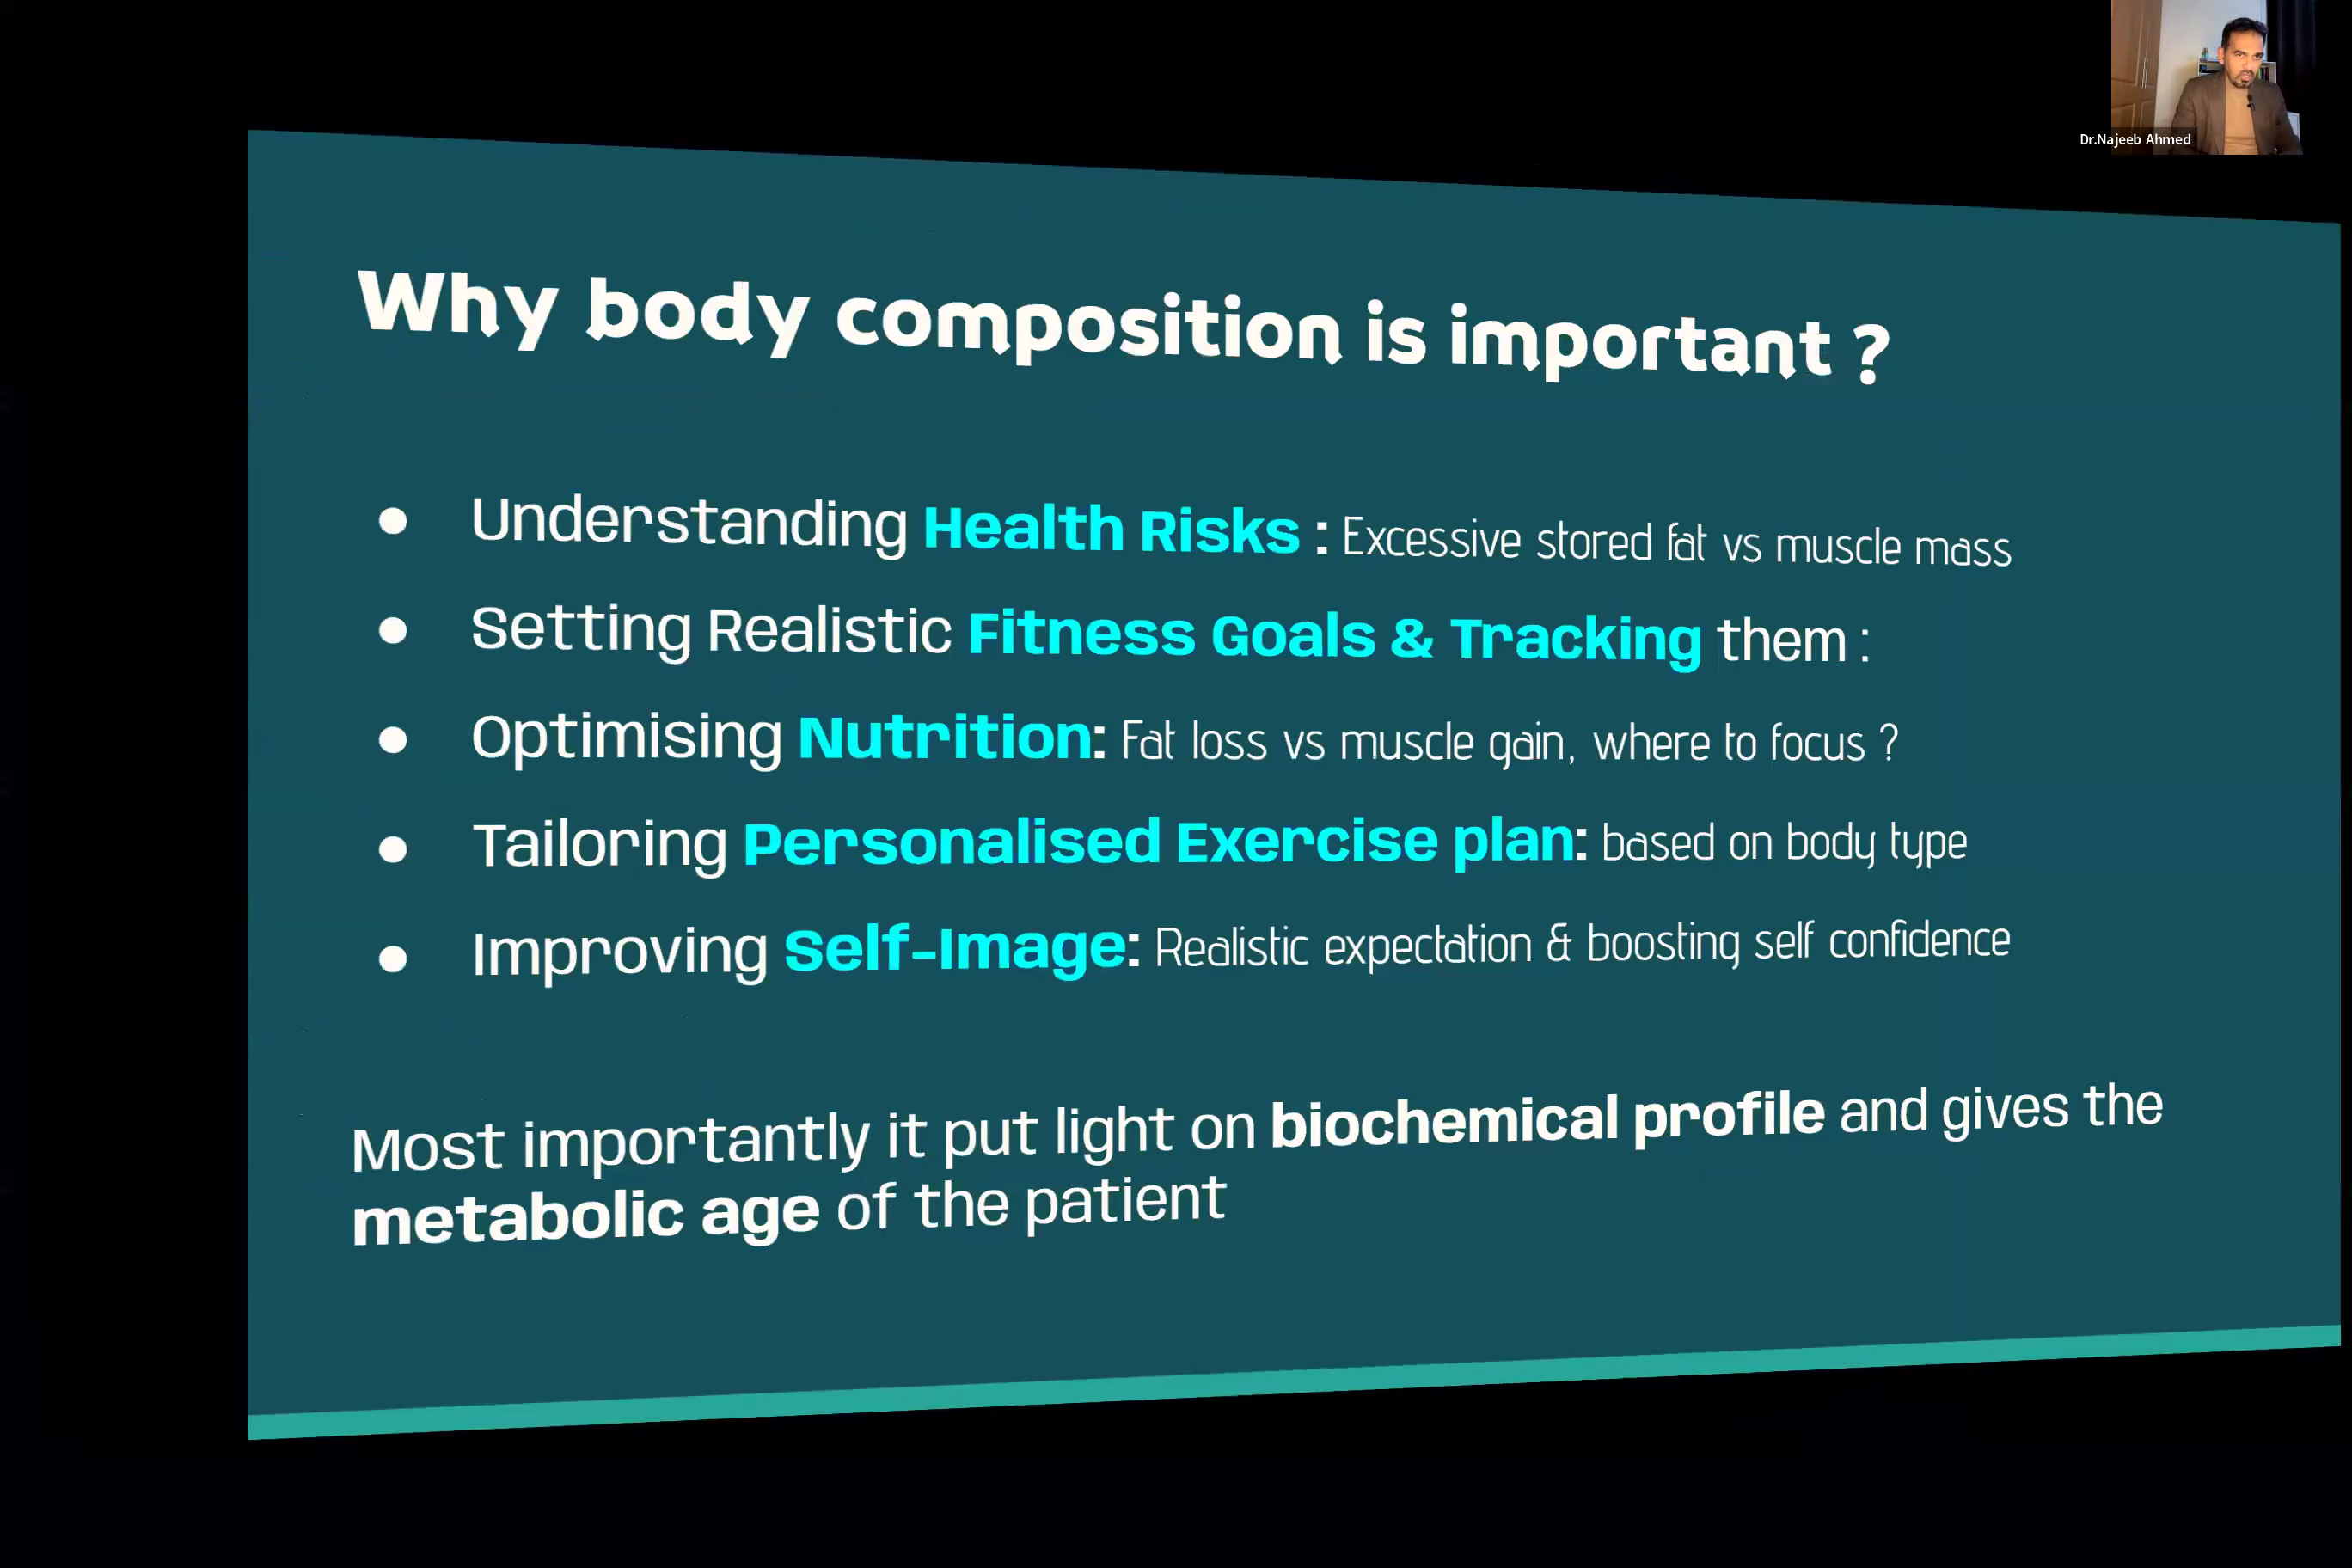 Dr.Najeeb Ahmed
Why body composition is important ?
Understanding Health Risks : Excessive stored fat vs muscle mass
Setting Realistic Fitness Goals & Tracking them :
Optimising Nutrition: Fat loss vs muscle gain, where to focus ?
Tailoring Personalised Exercise plan: based on body type
Improving Self-Image: Realistic expectation & boosting self confidence
Most importantly it put light on biochemical profile and gives the
metabolic age of the patient